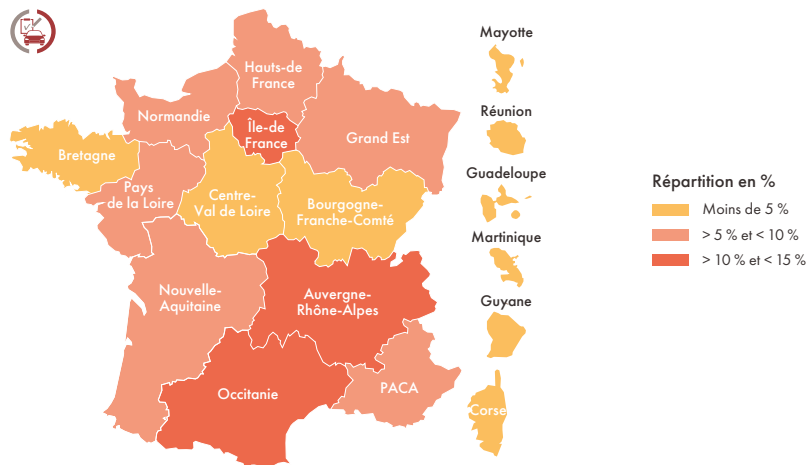 Mayotte
Hauts-de
France
Normandie
Île-de
France
Réunion
Grand Est
Bretagne
Guadeloupe
Pays
de la Loire
Centre-
Val de Loire
Bourgogne-
Franche-Comté
Répartition en %
Moins de 5 %
> 5 % et < 10 %
> 10 % et < 15 %
Martinique
Nouvelle-
Aquitaine
Auvergne-
Rhône-Alpes
Guyane
Occitanie
PACA
Corse